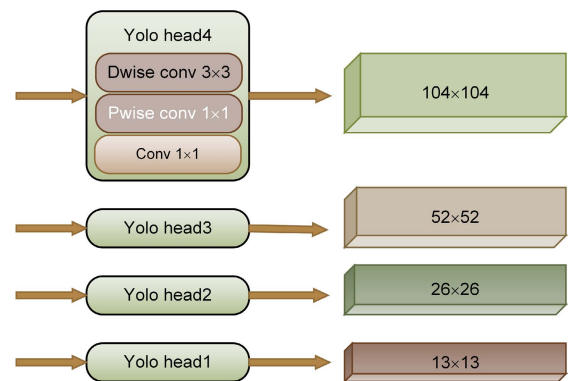 Yolo head4
Dwise conv 3×3
Pwise conv 1×1
Conv 1×1
104×104
Yolo head3
52×52
Yolo head2
26×26
Yolo head1
13×13